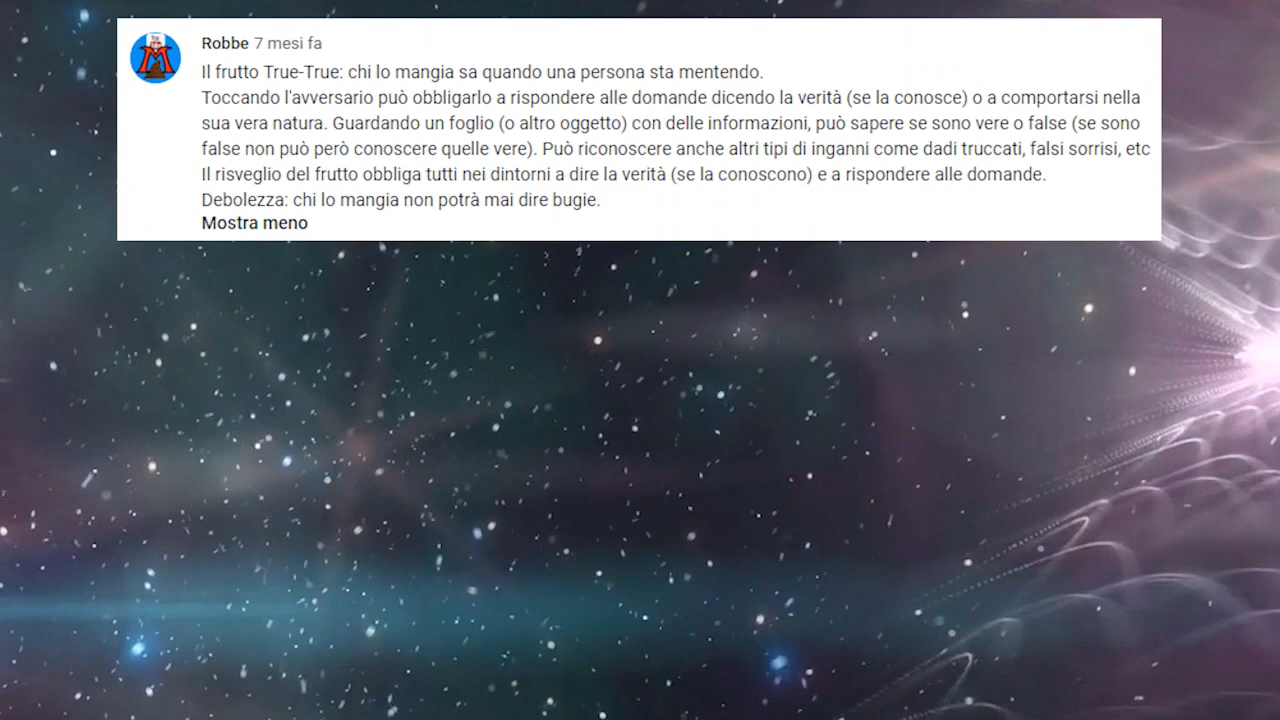 Robbe 7 mesi fa
Il frutto True-True: chi lo mangia sa quando una persona sta mentendo.
Toccando l'avversario può obbligarlo a rispondere alle domande dicendo la verità (se la conosce) o a comportarsi nella
sua vera natura. Guardando un foglio (o altro oggetto) con delle informazioni, può sapere se sono vere o false (se sono
false non può però conoscere quelle vere). Può riconoscere anche altri tipi di inganni come dadi truccati, falsi sorrisi, etc
Il risveglio del frutto obbliga tutti nei dintorni a dire la verità (se la conoscono) e a rispondere alle domande.
Debolezza: chi lo mangia non potrà mai dire bugie.
Mostra meno